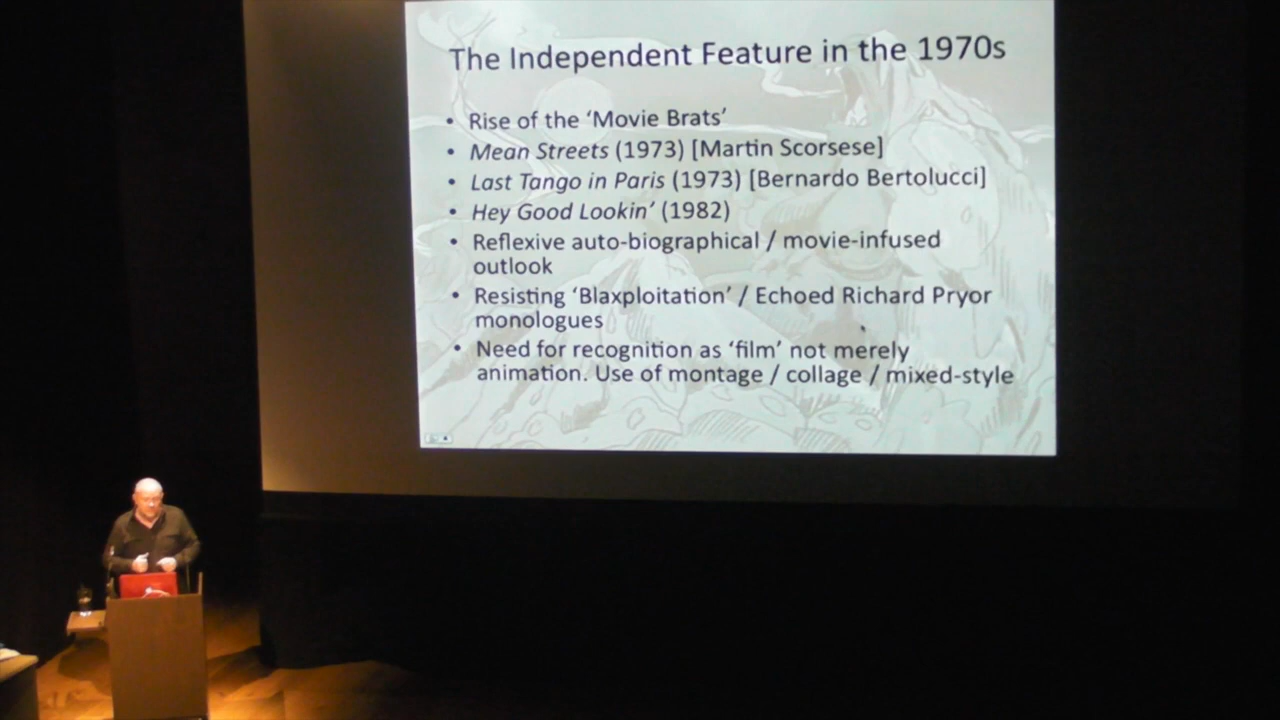 The Independent Feature in the 1970s
• Rise of the ‘Movie Brats’
• Mean Streets (1973) [Martin Scorsese]
• Last Tango in Paris (1973) [Bernardo Bertolucci]
• Hey Good Lookin’ (1982)
• Reflexive auto-biographical / movie-infused
outlook
• Resisting ‘Blaxploitation’ / Echoed Richard Pryor
monologues
• Need for recognition as ‘film’ not merely
animation. Use of montage / collage / mixed-style